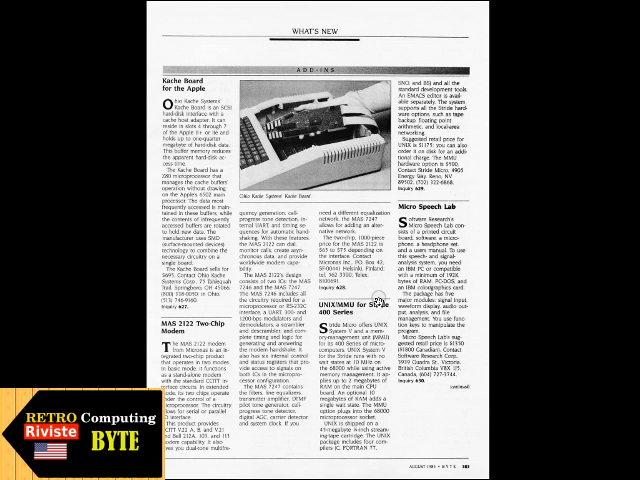 WHAT'S NEW
ADD-INS
Kache Board
for the Apple
Ohio Kache Systems'
Kache Board is an SCSI
hard-disk interface with a
cache host adapter. It can
reside in slots 4 through 7
of the Apple II+ or IIe and
holds up to one-quarter
megabyte of hard-disk data.
This buffer memory reduces
the apparent hard-disk ac-
cess time.
The Kache Board has a
Z80 microprocessor that
manages the cache buffers'
operation without drawing
on the Apple's 6502 main
processor. The data most
frequently accessed is main-
tained in these buffers, while
the contents of infrequently
accessed buffers are rotated
to hold new data. The
manufacturer uses SMD
(surface-mounted devices)
technology to combine the
necessary circuitry on a
single board.
The Kache Board sells for
$695. Contact Ohio Kache
Systems Corp., 75 Tahlequah
Trail, Springboro, OH 45066,
in Ohio,
(513) 746-9160.
Inquiry 627.
MAS 2122 Two-Chip
Modem
The MAS 2122 modem
from Micronas is an in-
tegrated two-product that
that operates in two modes.
In basic mode, it functions
as a stand-alone modem
with the standard CCITT in-
terface circuits. In extended
mode, its two chips operate
under the control of the
processor. The circuitry
allows for serial or parallel
interface.
This product provides
CCITT V22 A, B, and V21
and Bell 212A, 103, and 113
modem capability. It also
gives you dual-tone multifre-
Ohio Kache Systems' Kache Board
quency generation, call-
progress tone detection, in-
ternal UART, and timing se-
quences for automatic hand-
shaking. With these features,
the MAS 2122 can dial,
monitor calls, create asyn-
chronous data, and provide
worldwide modem capa-
bility.
The MAS 2122's design
consists of two ICs: the MAS
7246 and the MAS 7247.
The MAS 7246 includes all
the circuitry required for a
microprocessor or RS-232C
interface, a UART, 300- and
1200-bps modulators and
demodulators, a scrambler
and descrambler, and com-
plete timing and logic for
generating and answering
the modem handshake. It
also has six internal control
and status registers that pro-
vide access to signals on
both ICs in the micropro-
cessor configuration.
The MAS 7247 contains
the filters, line equalizers,
transmitter amplifier, DTMF
pilot tone generator, call-
progress tone detector,
digital AGC, carrier detector
and system clock. If you
need a different equalization
network, the MAS 7247
allows for adding an alter-
native network.
The two-chip, 1000-piece
price for the MAS 2122 is
$65 to $75 depending on
the interface. Contact
Micronas Inc., P.O. Box 42,
SF-00441 Helsinki, Finland;
tel:
Inquiry 628.
UNIX/MMU for Stride
400 Series
Stride Micro offers UNIX
System V and a mem-
ory-management unit (MMU)
for its 400 Series of micro-
computers. UNIX System V
for the Stride runs with no
wait states at 10 MHz on
the 68000 while using active
memory management. It ap-
plies up to 2 megabytes of
RAM on the main CPU
board. An optional 10
megabytes of RAM adds a
single wait state. The MMU
option plugs into the 68000
microprocessor socket.
UNIX is shipped on a
45-megabyte ¼-inch stream-
ing-tape cartridge. The UNIX
package includes four com-
pilers (C, FORTRAN 77,
SNO, and BS) and all the
standard development tools.
An EMACS editor is avail-
able separately. The system
supports all the Stride hard-
ware options, such as tape
backup, floating point
arithmetic, and local-area
networking.
Suggested retail price for
UNIX is $1175; you can also
order it on disk for an addi-
tional charge. The MMU
hardware option is $500.
Contact Stride Micro, 4905
Energy Way, Reno, NV
89502, (702) 322-6868.
Inquiry 629.
Micro Speech Lab
Software Research's
Micro Speech Lab con-
sists of a printed circuit
board, software, a micro-
phone, a headphone set,
and a users manual. To use
this speech- and signal-
analysis system, you need
an IBM PC or compatible
with a minimum of 192K
bytes of RAM, PC-DOS, and
an IBM color/graphics card.
The package has five
major modules: signal input,
waveform display, audio out-
put, analysis, and file
management. You use func-
tion keys to manipulate the
program.
Micro Speech Lab's sug-
gested retail price is $1350
($1800 Canadian). Contact
Software Research Corp.,
3939 Quadra St., Victoria,
British Columbia V8X 1J5,
Canada, (604) 727-3744.
Inquiry 630.
(continued)
AUGUST 1985 • BYTE
RETRO Computing
Riviste BYTE